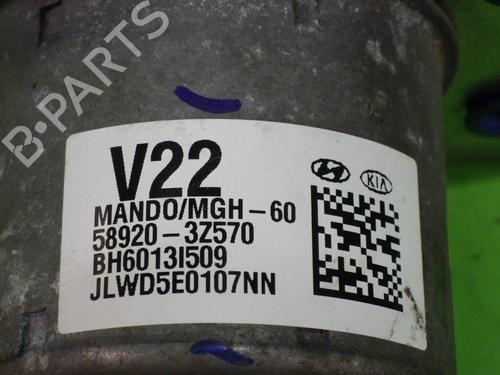 B-PARTS
V22
KIA
MANDO/MGH-60
58920-3Z570
BH6013I509
JLWD5E0107NN